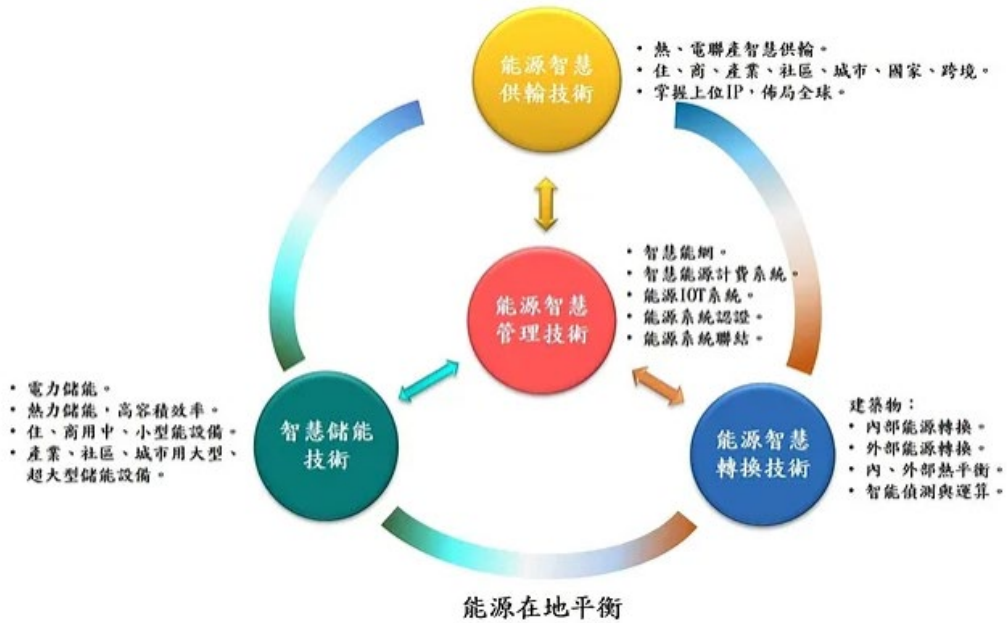 能源智慧
供輸技術
• 熱、電聯產智慧供輸。
• 住、商、產業、社區、城市、國家、跨境。
• 掌握上位IP，佈局全球。
能源智慧
管理技術
• 智慧能網。
• 智慧能源計費系統。
• 能源IOT系統。
• 能源系統認證。
• 能源系統聯結。
• 電力儲能。
• 熱力儲能，高容積效率。
• 住、商用中、小型能設備。
• 產業、社區、城市用大型、
超大型儲能設備。
智慧儲能
技術
能源智慧
轉換技術
建築物：
• 內部能源轉換。
• 外部能源轉換。
• 內、外部熱平衡。
• 智能偵測與運算。
能源在地平衡